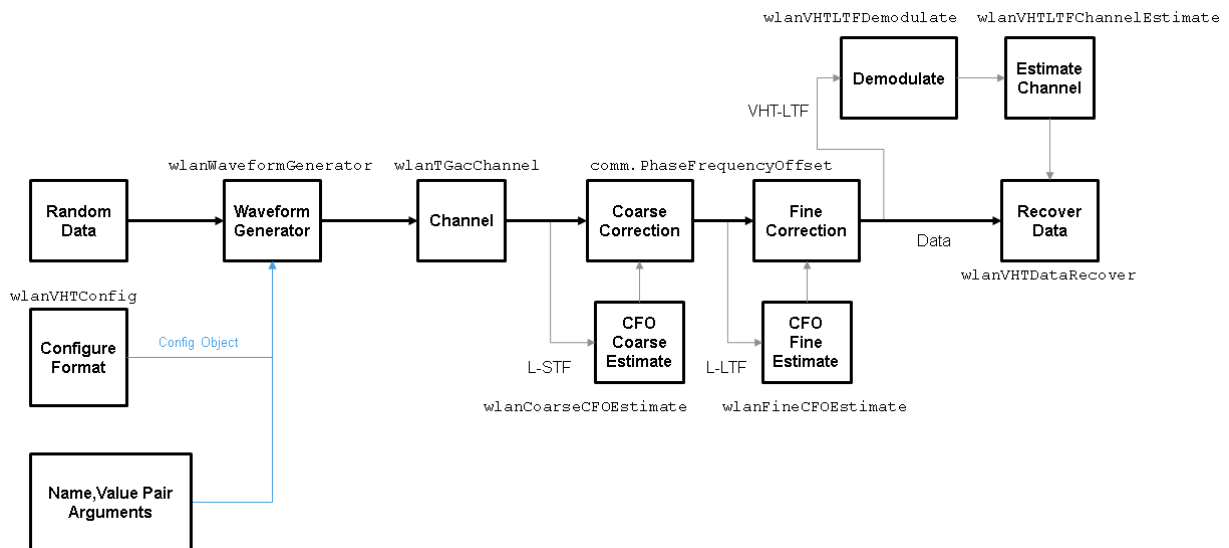 wlanVHTLTFDemodulate
wlanVHTLTFChannelEstimate
Demodulate
Estimate
Channel
VHT-LTF
wlanWaveformGenerator
wlanTGacChannel
comm.PhaseFrequencyOffset
Random
Data
Waveform
Generator
Channel
Coarse
Correction
Fine
Correction
Data
Recover
Data
wlanVHTDataRecover
wlanVHTConfig
Configure
Format
Config Object
L-STF
CFO
Coarse
Estimate
L-LTF
CFO
Fine
Estimate
wlanCoarseCFOEstimate
wlanFineCFOEstimate
Name,Value Pair
Arguments